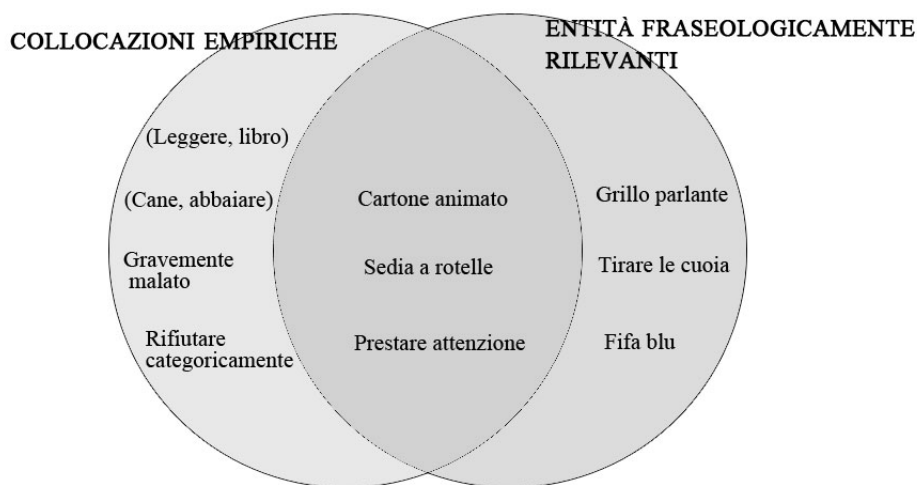 COLLOCAZIONI EMPIRICHE
ENTITÀ FRASEOLOGICAMENTE
RILEVANTI
(Leggere, libro)
(Cane, abbaiare)
Gravemente
malato
Rifiutare
categoricamente
Cartone animato
Sedia a rotelle
Prestare attenzione
Grillo parlante
Tirare le cuoia
Fifa blu